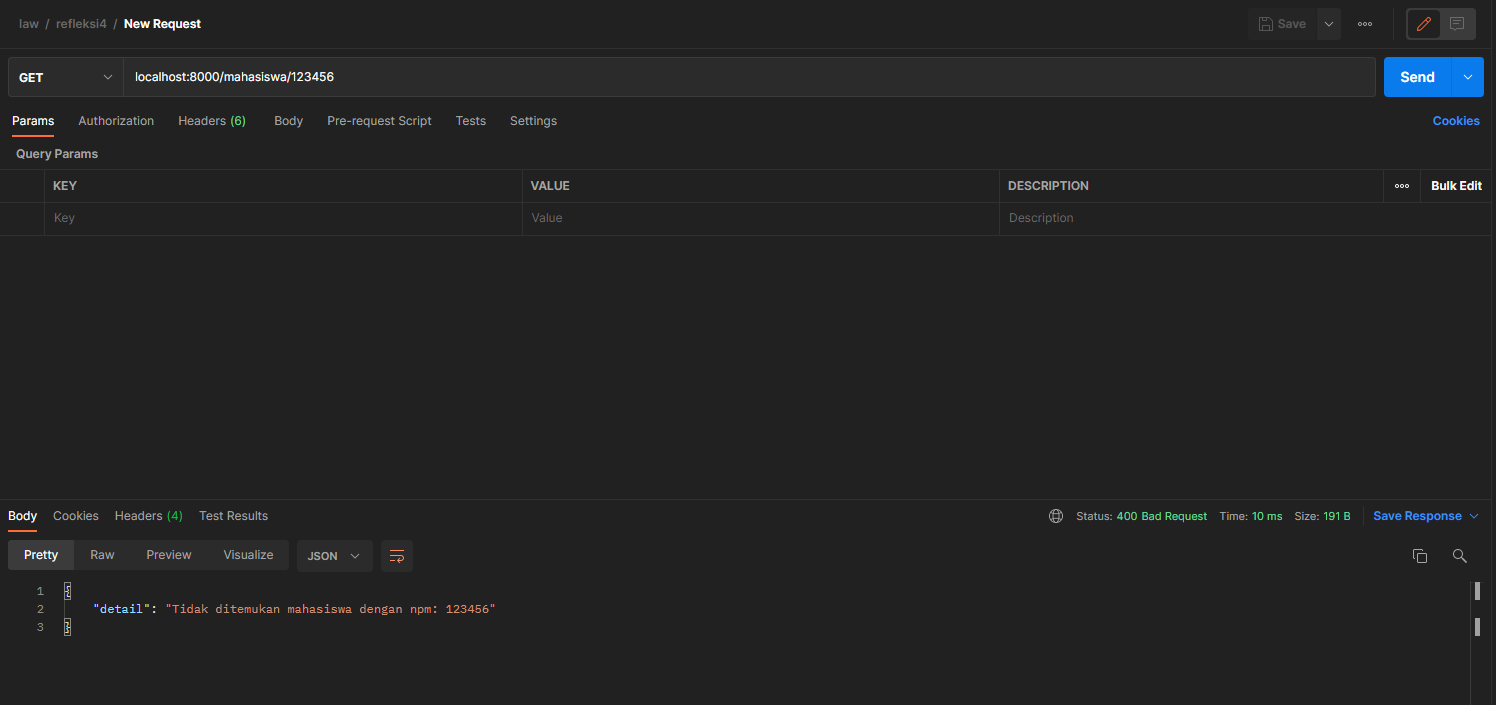 law / refleksi4 / New Request
Save
GET
localhost:8000/mahasiswa/123456
Send
Params Authorization Headers (6) Body Pre-request Script Tests Settings Cookies
Query Params
KEY VALUE DESCRIPTION Bulk Edit
Key Value Description
Body Cookies Headers (4) Test Results Status: 400 Bad Request Time: 10 ms Size: 191 B Save Response
Pretty Raw Preview Visualize JSON
1 {
2 "detail": "Tidak ditemukan mahasiswa dengan npm: 123456"
3 }